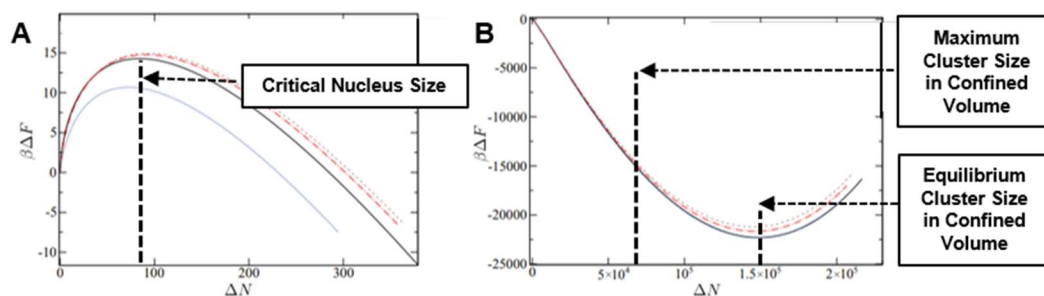 A
βΔF
15
10
5
0
-5
-10
0
100
200
300
ΔN
Critical Nucleus Size
B
βΔF
0
-5000
-10000
-15000
-20000
-25000
0
5×10⁴
10⁵
1.5×10⁵
2×10⁵
ΔN
Maximum
Cluster Size
in Confined
Volume
Equilibrium
Cluster Size
in Confined
Volume